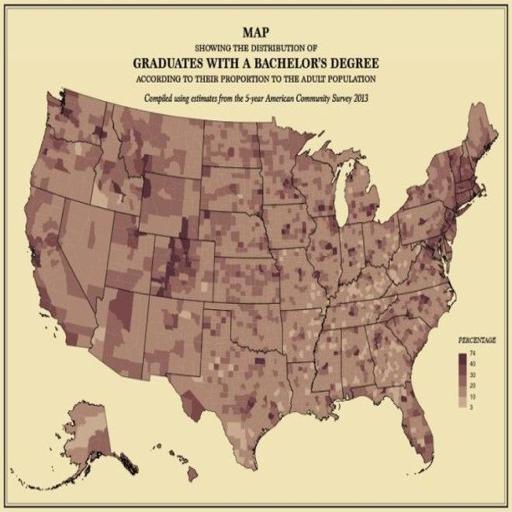 MAP
SHOWING THE DISTRIBUTION OF
GRADUATES WITH A BACHELOR'S DEGREE
ACCORDING TO THEIR PROPORTION TO THE ADULT POPULATION
Compiled using estimates from the 5-year American Community Survey 2013
PERCENTAGE
74
40
30
20
10
3